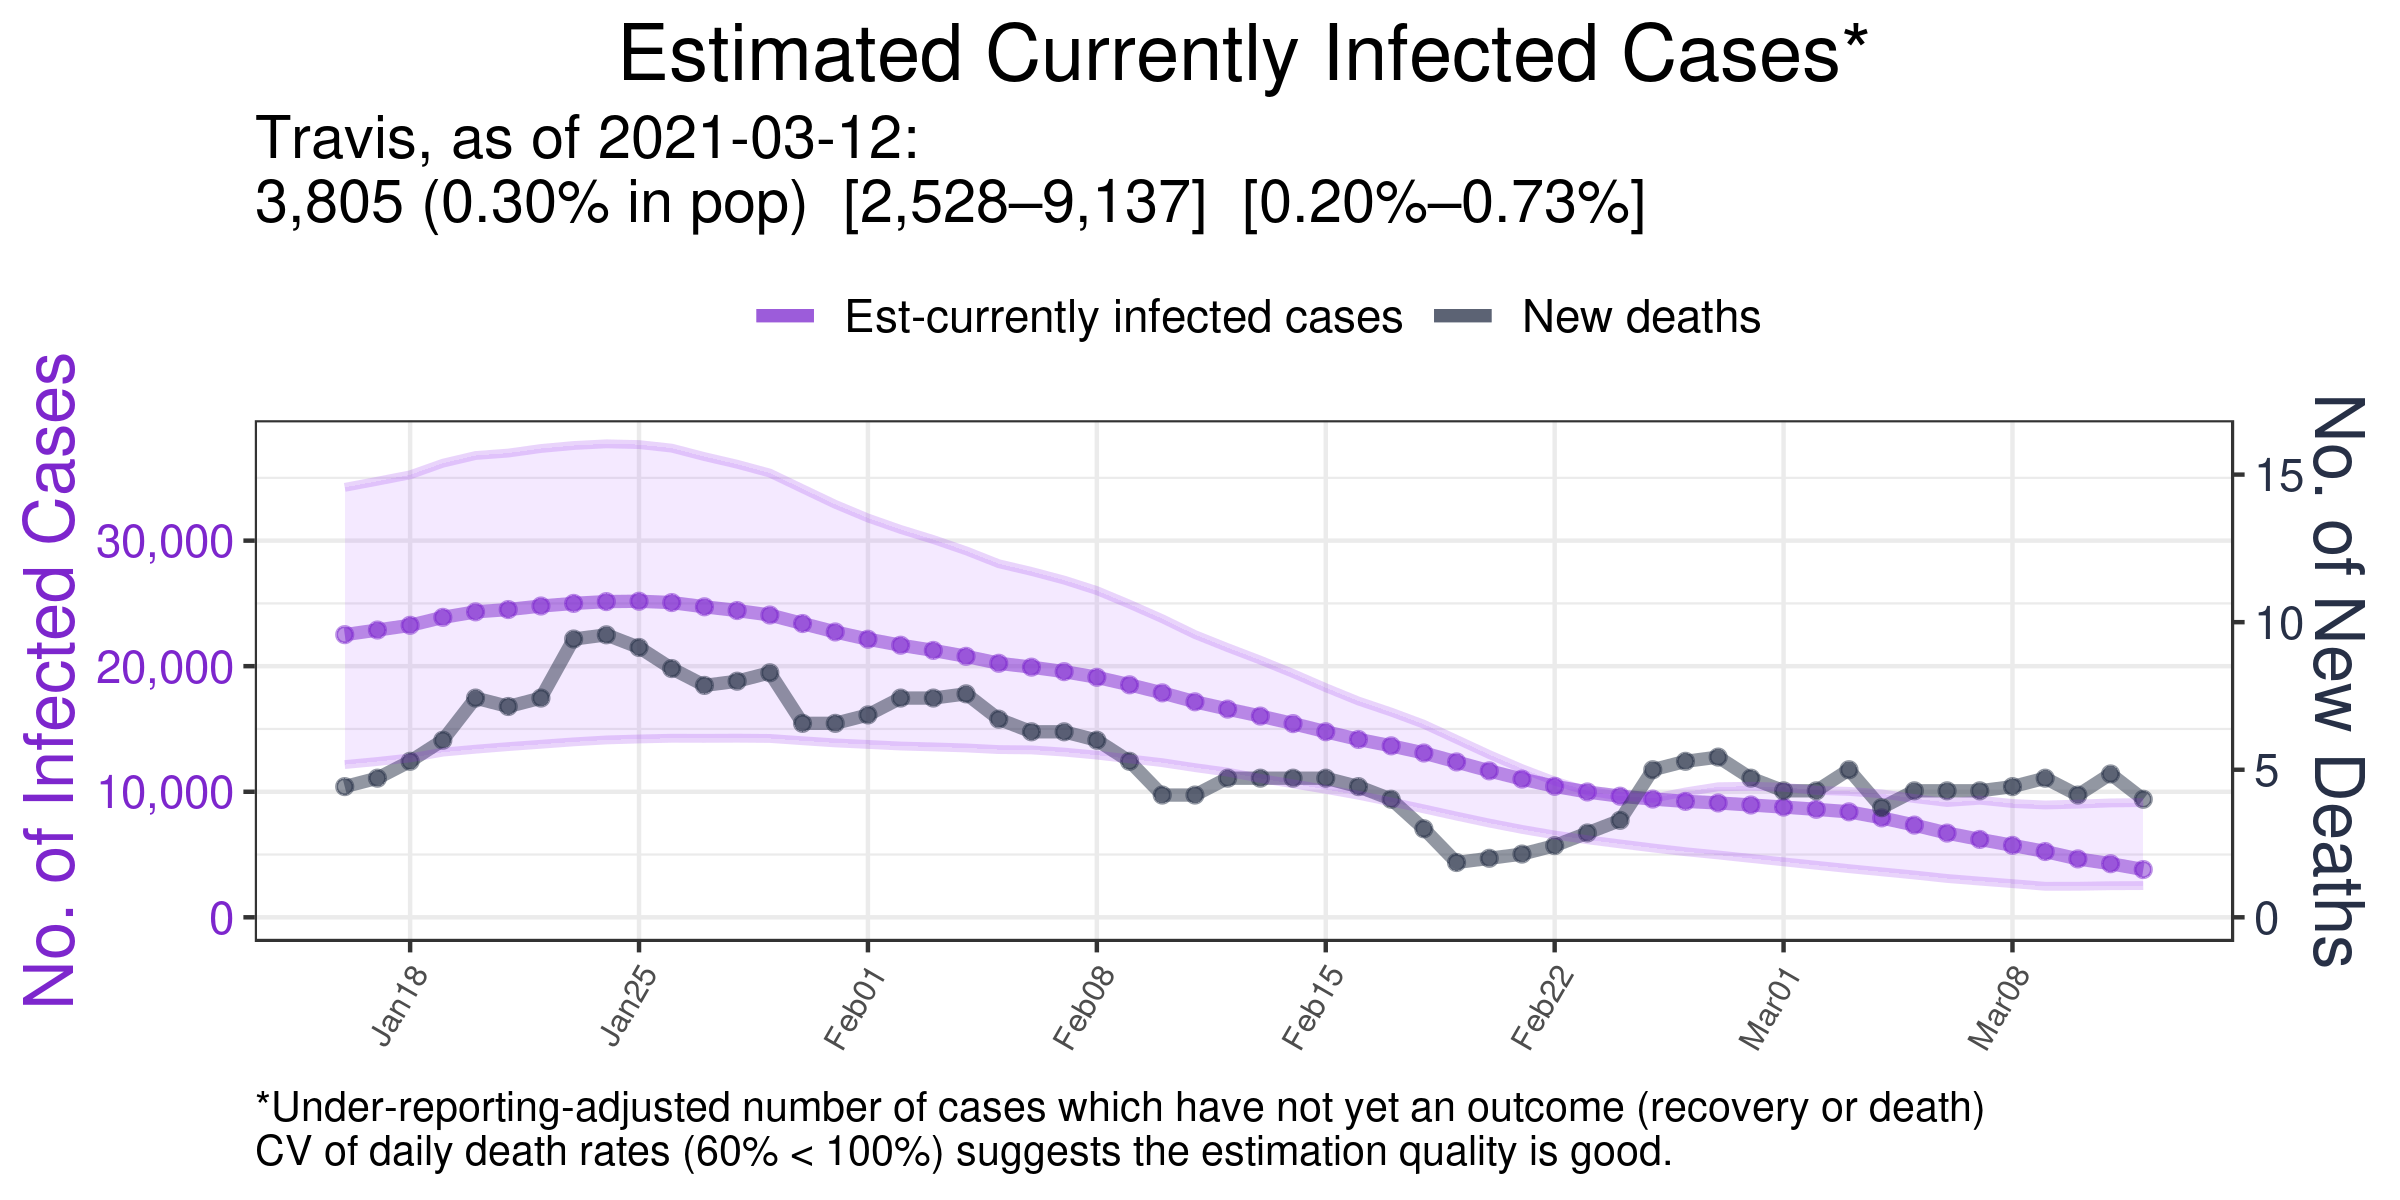 Estimated Currently Infected Cases*
Travis, as of 2021-03-12:
3,805 (0.30% in pop)  [2,528–9,137]  [0.20%–0.73%]
Est-currently infected cases
New deaths
No. of Infected Cases
30,000
20,000
10,000
0
No. of New Deaths
15
10
5
0
Jan18
Jan25
Feb01
Feb08
Feb15
Feb22
Mar01
Mar08
*Under-reporting-adjusted number of cases which have not yet an outcome (recovery or death)
CV of daily death rates (60% < 100%) suggests the estimation quality is good.